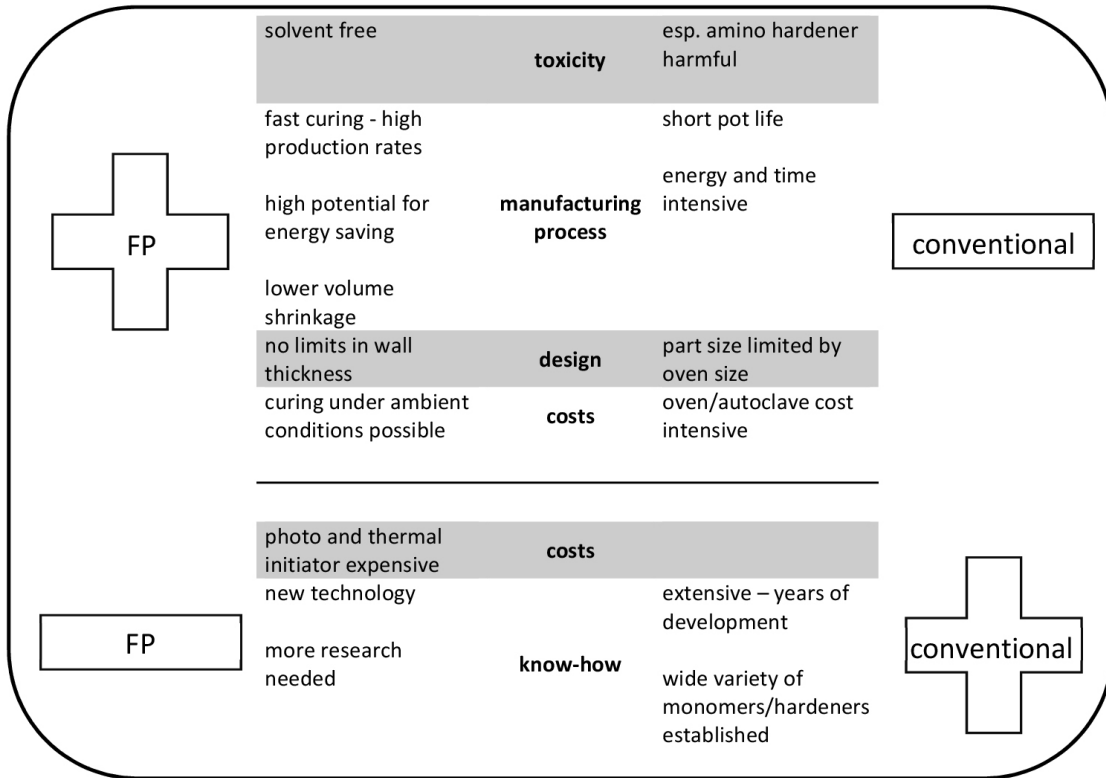 solvent free
toxicity
esp. amino hardener
harmful
fast curing - high
production rates
high potential for
energy saving
lower volume
shrinkage
manufacturing
process
short pot life
energy and time
intensive
FP
conventional
no limits in wall
thickness
design
part size limited by
oven size
curing under ambient
conditions possible
costs
oven/autoclave cost
intensive
photo and thermal
initiator expensive
costs
new technology
more research
needed
know-how
extensive – years of
development
wide variety of
monomers/hardeners
established
FP
conventional